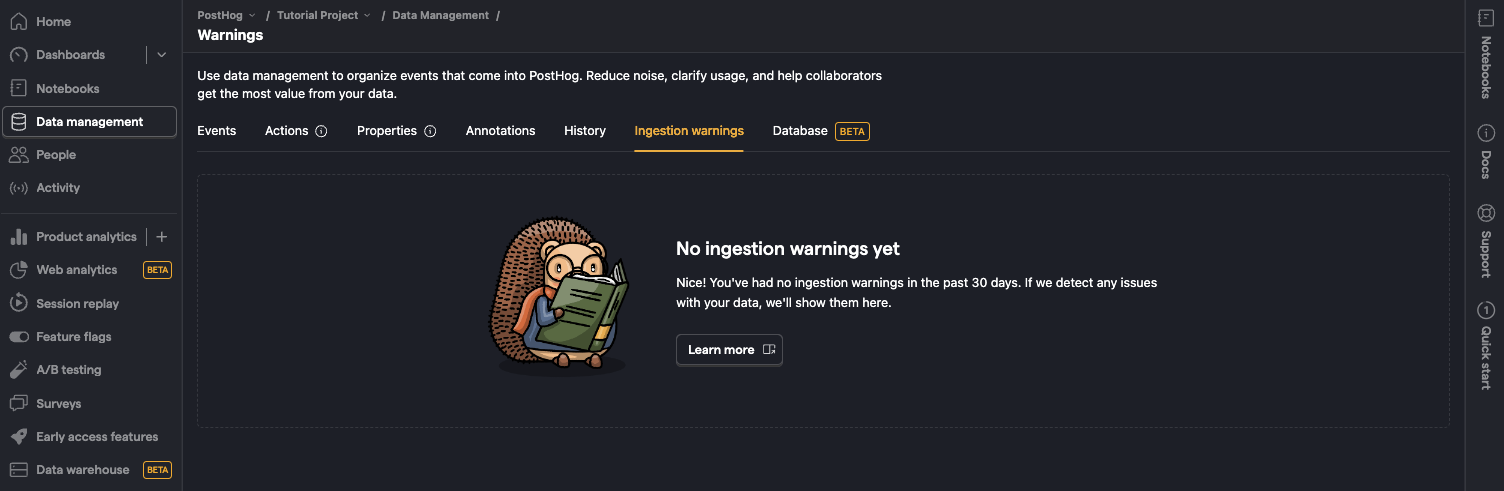 Home
Dashboards
Notebooks
Data management
People
Activity
Product analytics
Web analytics BETA
Session replay
Feature flags
A/B testing
Surveys
Early access features
Data warehouse BETA
PostHog / Tutorial Project / Data Management /
Warnings
Use data management to organize events that come into PostHog. Reduce noise, clarify usage, and help collaborators
get the most value from your data.
Events Actions Properties Annotations History Ingestion warnings Database BETA
No ingestion warnings yet
Nice! You've had no ingestion warnings in the past 30 days. If we detect any issues
with your data, we'll show them here.
Learn more
Notebooks
Docs
Support
1
Quick start